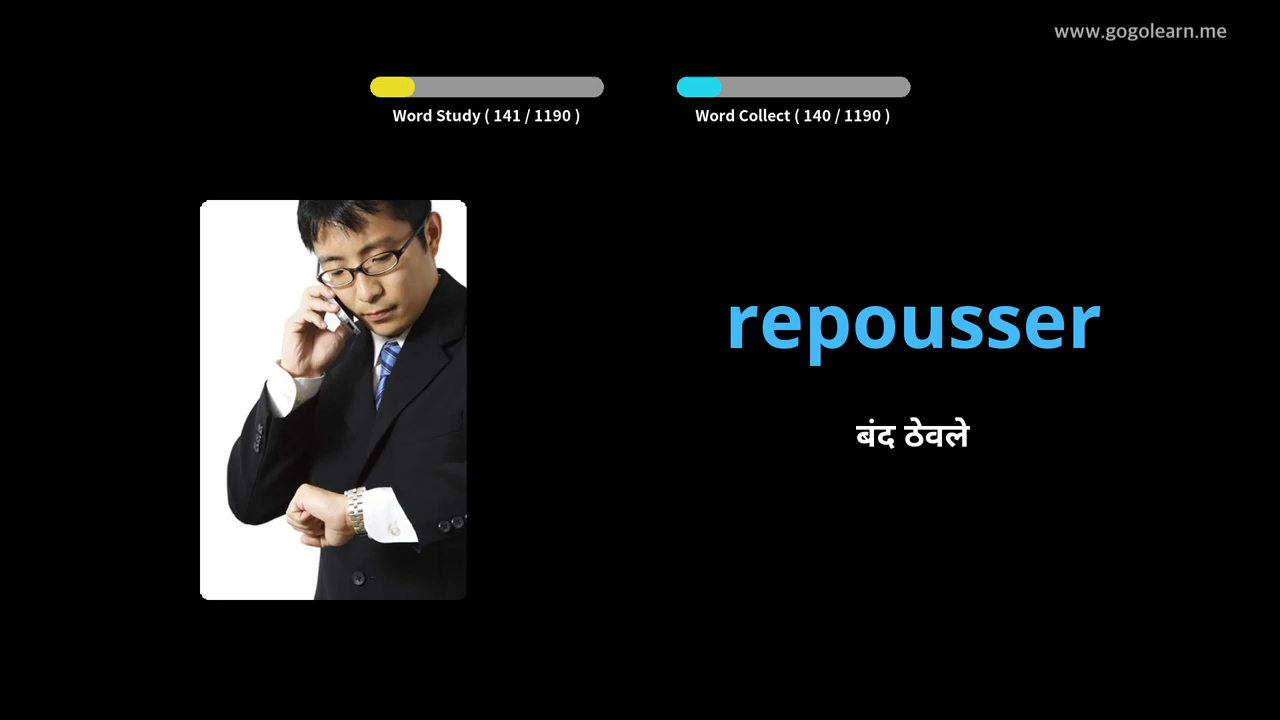 www.gogolearn.me
Word Study ( 141 / 1190 )
Word Collect ( 140 / 1190 )
repousser
बंद ठेवले